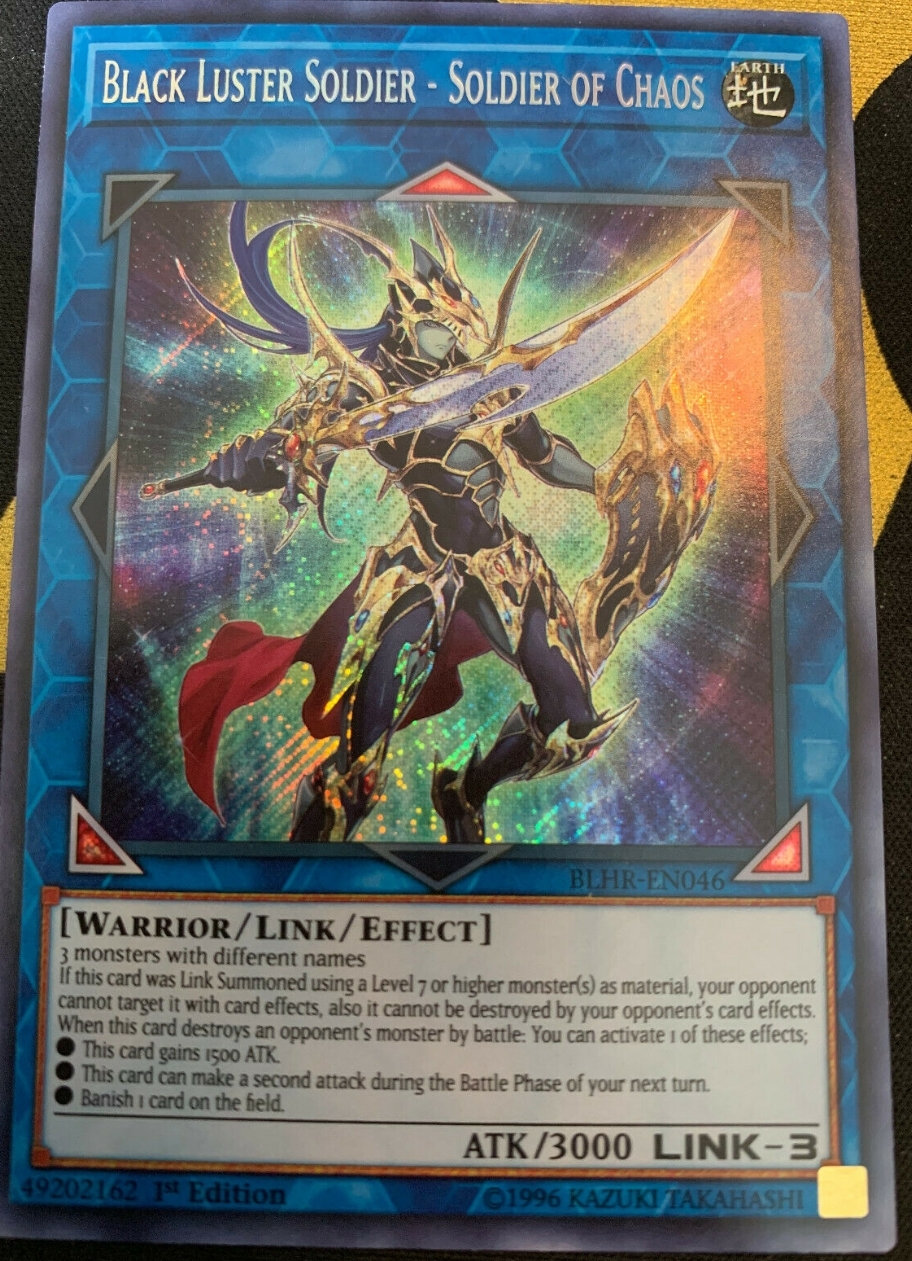 BLACK LUSTER SOLDIER - SOLDIER OF CHAOS
EARTH
地
BLHR-EN046
[WARRIOR/LINK/EFFECT]
3 monsters with different names
If this card was Link Summoned using a Level 7 or higher monster(s) as material, your opponent
cannot target it with card effects, also it cannot be destroyed by your opponent's card effects.
When this card destroys an opponent's monster by battle: You can activate 1 of these effects;
● This card gains 1500 ATK.
● This card can make a second attack during the Battle Phase of your next turn.
● Banish 1 card on the field.
ATK/3000 LINK-3
49202162 1st Edition
©1996 KAZUKI TAKAHASHI